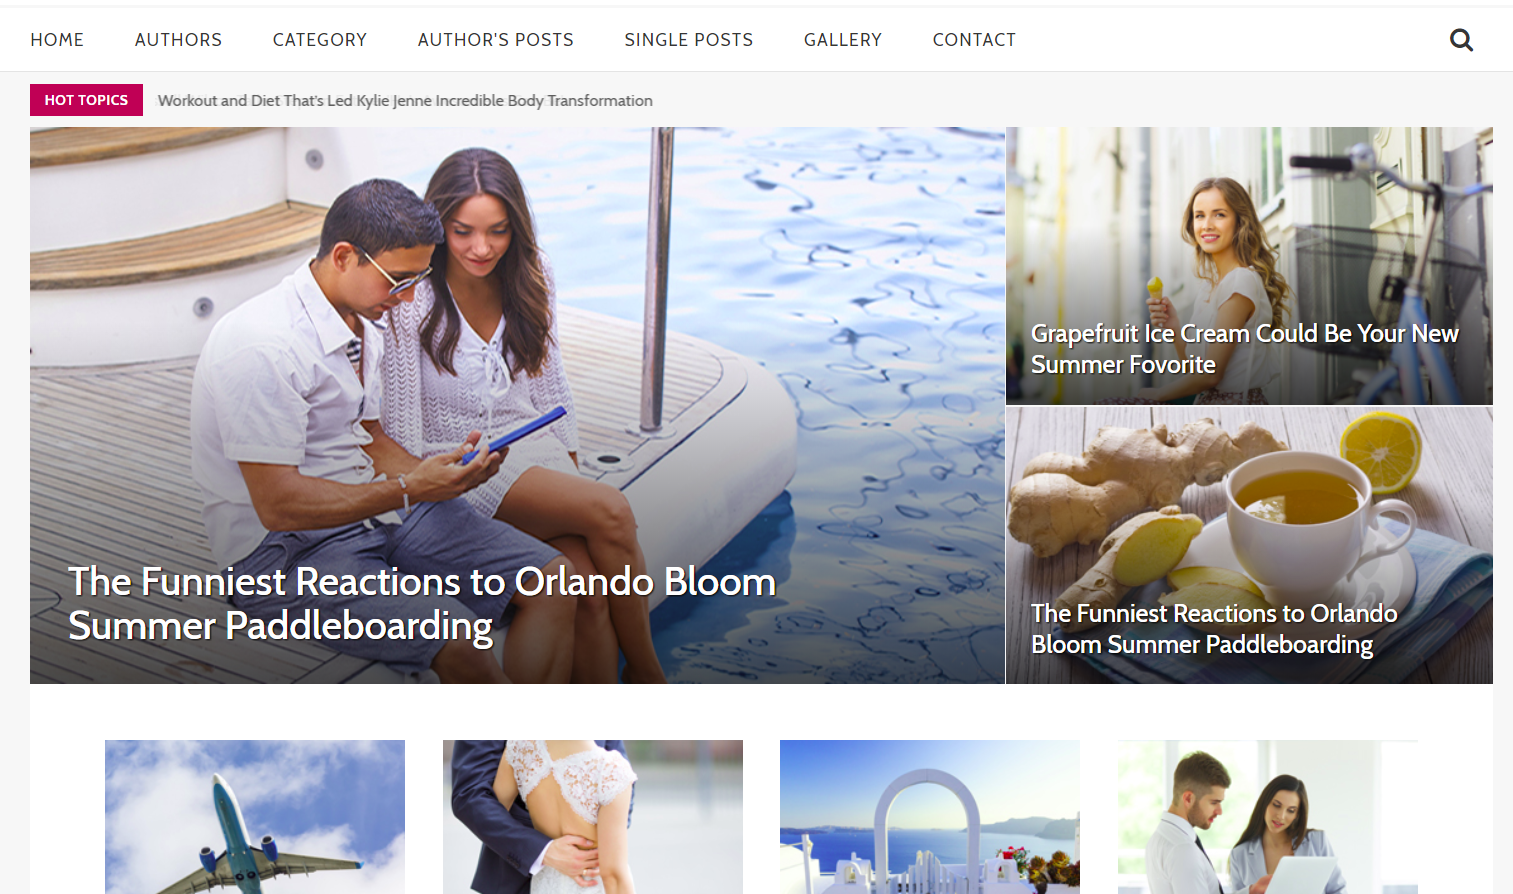 HOME AUTHORS CATEGORY AUTHOR'S POSTS SINGLE POSTS GALLERY CONTACT
HOT TOPICS Workout and Diet That's Led Kylie Jenne Incredible Body Transformation
The Funniest Reactions to Orlando Bloom
Summer Paddleboarding
Grapefruit Ice Cream Could Be Your New
Summer Fovorite
The Funniest Reactions to Orlando
Bloom Summer Paddleboarding